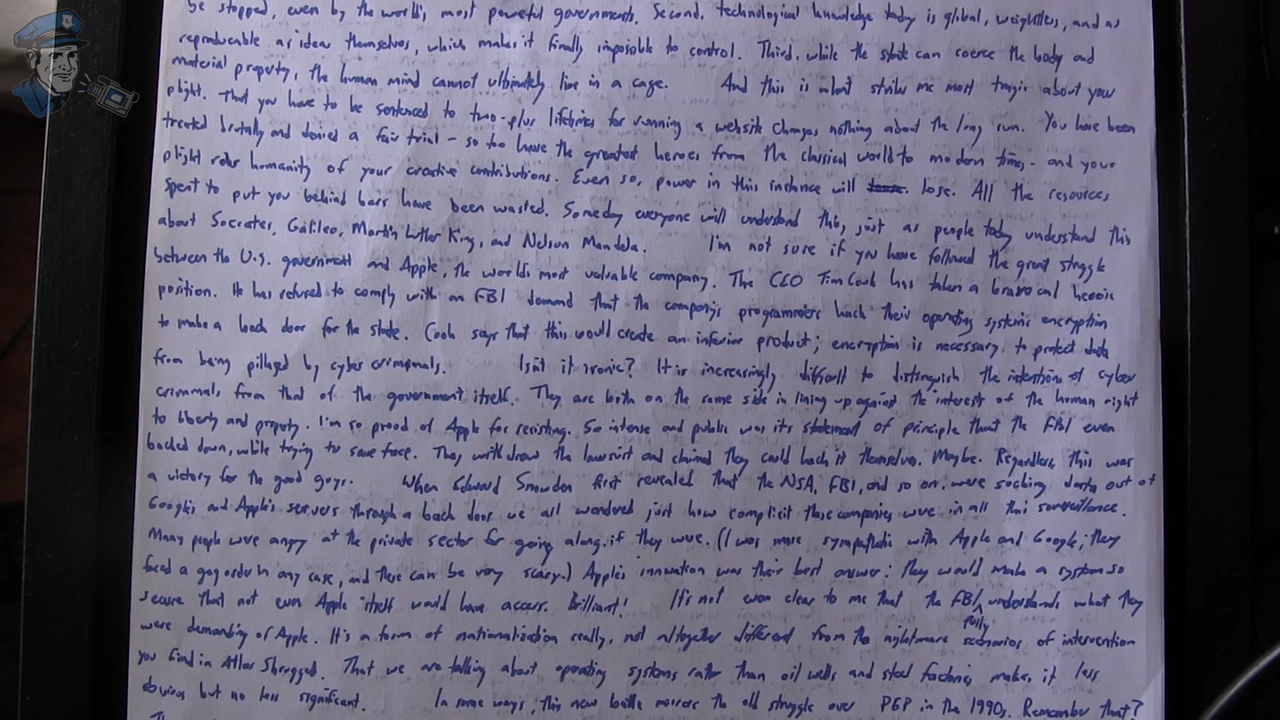 be stopped, even by the world's most powerful governments. Second, technological knowledge today is global, weightless, and as
reproducable as ideas themselves, which makes it finally impossible to control. Third, while the state can coerce the body and
material property, the human mind cannot ultimately live in a cage. And this is what strikes me most tragic about your
plight. That you have to be sentenced to two-plus lifetimes for running a website changes nothing about the long run. You have been
treated brutally and denied a fair trial - so too have the greatest heroes from the classical world to modern times - and your
plight robs humanity of your creative contributions. Even so, power in this instance will lose. All the resources
spent to put you behind bars have been wasted. Someday everyone will understand this, just as people today understand this
about Socrates, Galileo, Martin Luther King, and Nelson Mandela. I'm not sure if you have followed the great struggle
between the U.S. government and Apple, the world's most valuable company. The CEO Tim Cook has taken a brave and heroic
position. He has refused to comply with an FBI demand that the company's programmers hack their operating system's encryption
to make a back door for the state. Cook says that this would create an inferior product; encryption is necessary to protect data
from being pillaged by cyber criminals. Isn't it ironic? It is increasingly difficult to distinguish the intention of cyber
criminals from that of the government itself. They are both on the same side in lining up against the interest of the human right
to liberty and property. I'm so proud of Apple for resisting. So intense and public was its statement of principle that the FBI even
backed down, while trying to save face. They withdrew the lawsuit and claimed they could hack it themselves. Maybe. Regardless, this was
a victory for the good guys. When Edward Snowden first revealed that the NSA, FBI, and so on, were sucking data out of
Google's and Apple's servers through a back door we all wondered just how complicit these companies were in all this surveillance.
Many people were angry at the private sector for going along, if they were. (I was more sympathetic with Apple and Google; they
faced a gag order in any case, and these can be very scary.) Apple's innovation was their best answer: they would make a system so
secure that not even Apple itself would have access. Brilliant! It's not even clear to me that the FBI fully understands what they
were demanding of Apple. It's a form of nationalization really, not altogether different from the nightmare scenarios of intervention
you find in Atlas Shrugged. That we are talking about operating systems rather than oil wells and steel factories makes it less
obvious but no less significant. In some ways, this new battle mirrors the old struggle over PGP in the 1990s. Remember that?